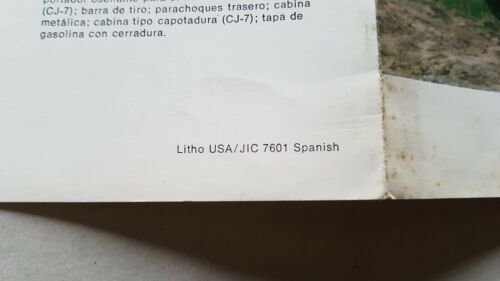 (CJ-7); barra de tiro; parachoques trasero; cabina
metálica; cabina tipo capotadura (CJ-7); tapa de
gasolina con cerradura.
Litho USA/JIC 7601 Spanish